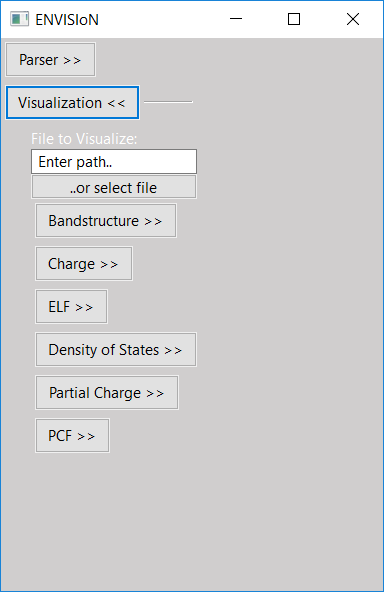 ENVISIoN
Parser >>
Visualization <<
File to Visualize:
Enter path..
..or select file
Bandstructure >>
Charge >>
ELF >>
Density of States >>
Partial Charge >>
PCF >>